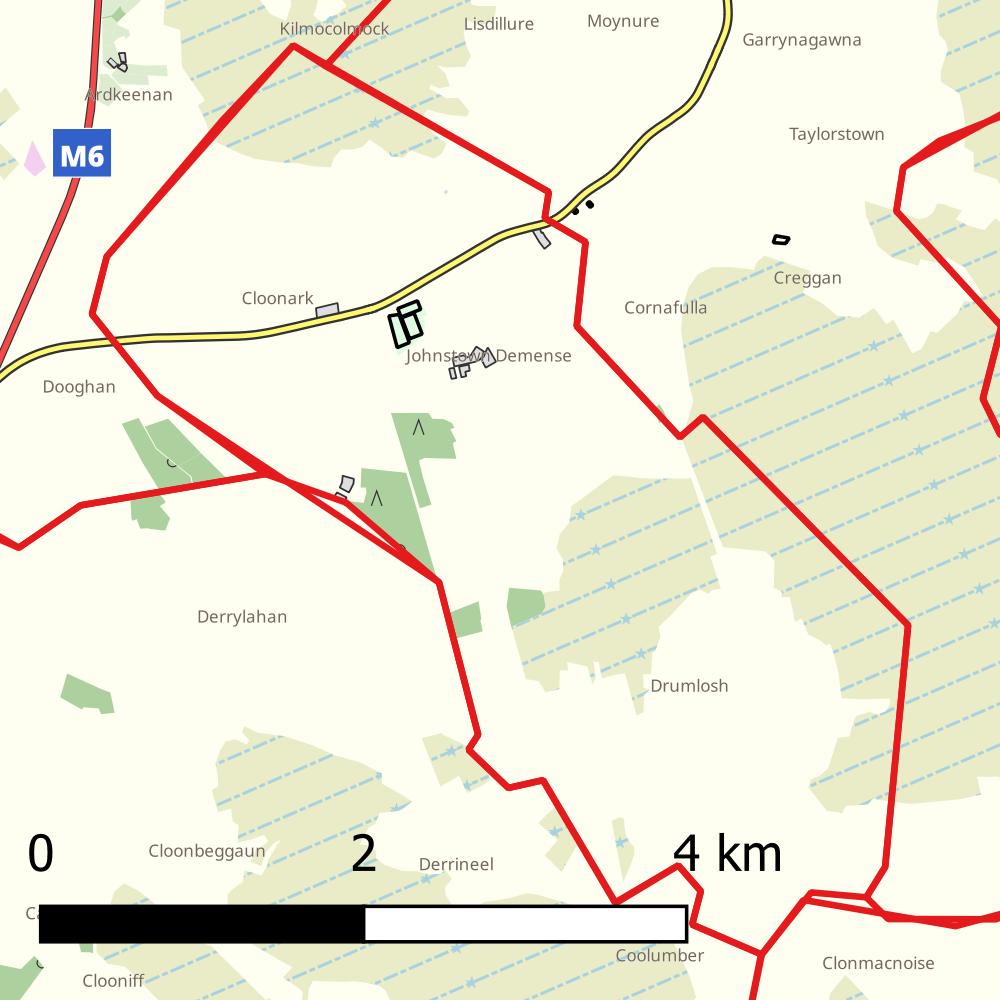 Kilmocolmock
Lisdillure
Moynure
Garrynagawna
Ardkeenan
Taylorstown
M6
Creggan
Cloonark
Cornafulla
Johnstown Demense
Dooghan
Derrylahan
Drumlosh
0 2 4 km
Cloonbeggaun
Derrineel
Ca
Coolumber
Clonmacnoise
Clooniff